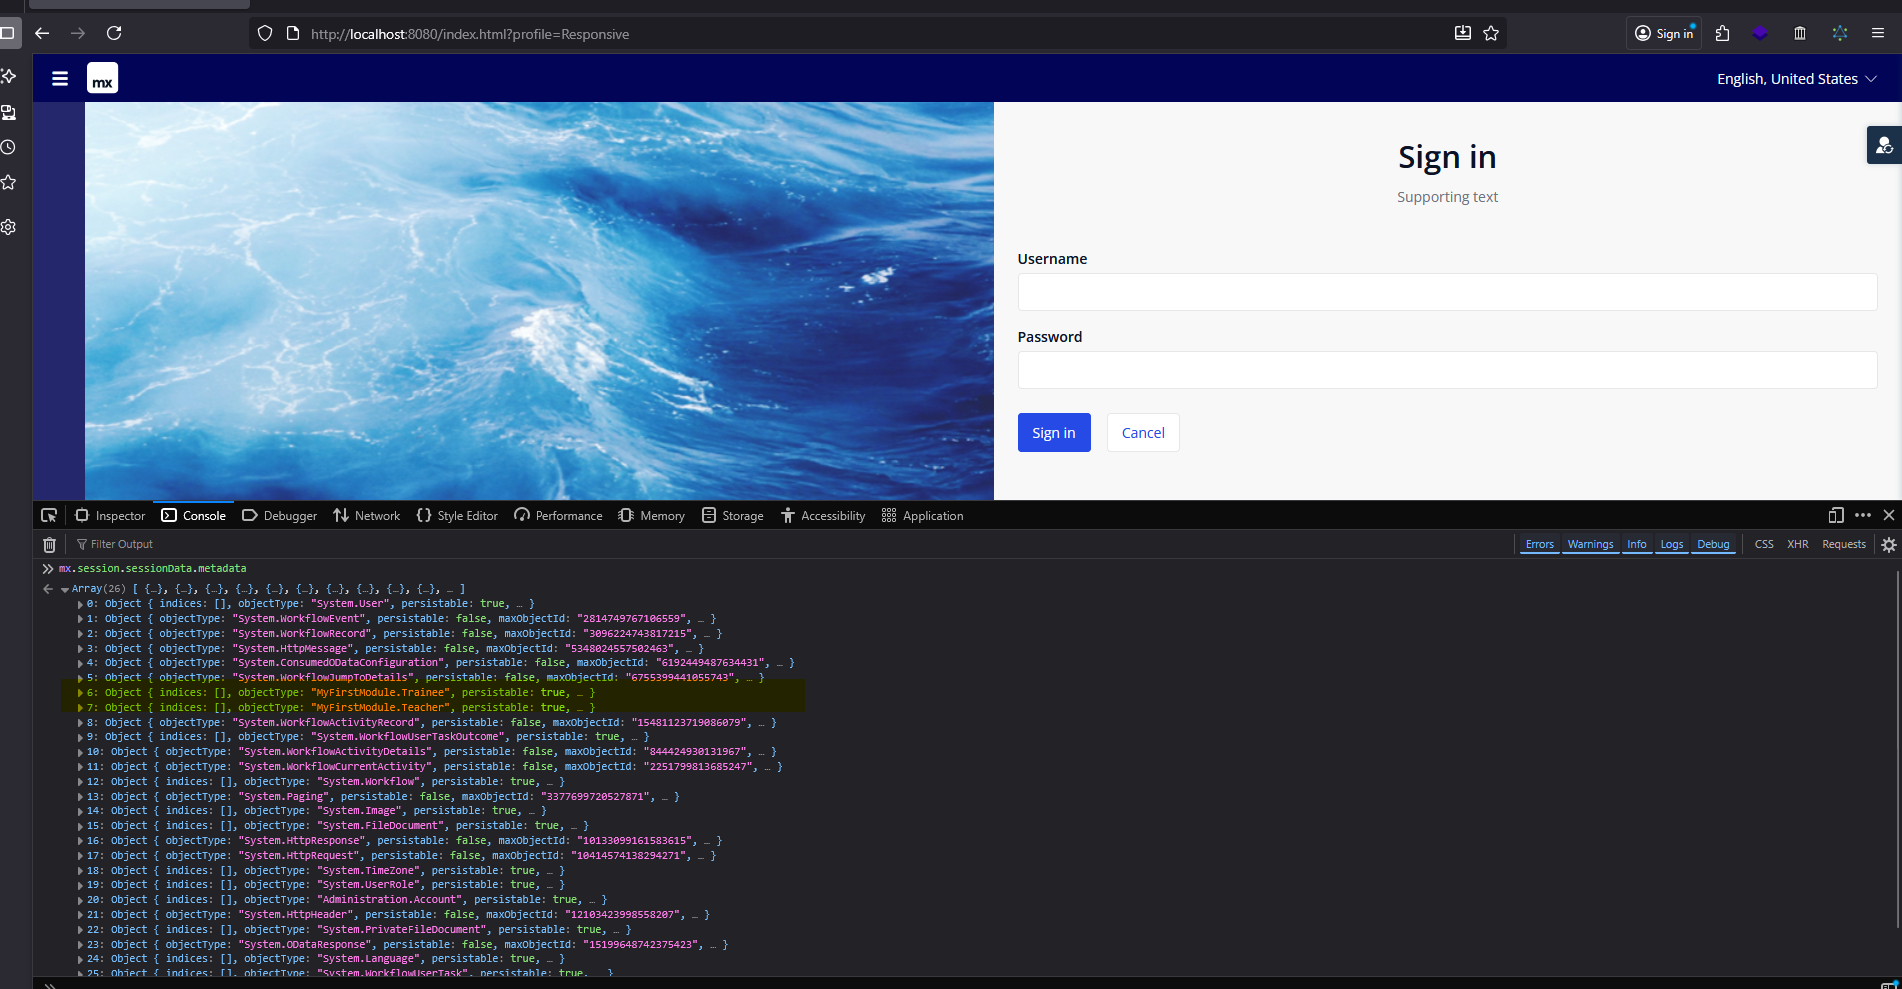 http://localhost:8080/index.html?profile=Responsive
Sign in
mx
English, United States
Sign in
Supporting text
Username
Password
Sign in
Cancel
Inspector Console Debugger Network Style Editor Performance Memory Storage Accessibility Application
Filter Output
Errors Warnings Info Logs Debug CSS XHR Requests
mx.session.sessionData.metadata
Array(26) [ {…}, {…}, {…}, {…}, {…}, {…}, {…}, {…}, {…}, {…}, … ]
0: Object { indices: [], objectType: "System.User", persistable: true, … }
1: Object { objectType: "System.WorkflowEvent", persistable: false, maxObjectId: "2814749767106559", … }
2: Object { objectType: "System.WorkflowRecord", persistable: false, maxObjectId: "3096224743817215", … }
3: Object { objectType: "System.HttpMessage", persistable: false, maxObjectId: "5348024557502463", … }
4: Object { objectType: "System.ConsumedODataConfiguration", persistable: false, maxObjectId: "6192449487634431", … }
5: Object { objectType: "System.WorkflowJumpToDetails", persistable: false, maxObjectId: "6755399441055743", … }
6: Object { indices: [], objectType: "MyFirstModule.Trainee", persistable: true, … }
7: Object { indices: [], objectType: "MyFirstModule.Teacher", persistable: true, … }
8: Object { objectType: "System.WorkflowActivityRecord", persistable: false, maxObjectId: "15481123719086079", … }
9: Object { indices: [], objectType: "System.WorkflowUserTaskOutcome", persistable: true, … }
10: Object { objectType: "System.WorkflowActivityDetails", persistable: false, maxObjectId: "844424930131967", … }
11: Object { objectType: "System.WorkflowCurrentActivity", persistable: false, maxObjectId: "2251799813685247", … }
12: Object { indices: [], objectType: "System.Workflow", persistable: true, … }
13: Object { objectType: "System.Paging", persistable: false, maxObjectId: "3377699720527871", … }
14: Object { indices: [], objectType: "System.Image", persistable: true, … }
15: Object { indices: [], objectType: "System.FileDocument", persistable: true, … }
16: Object { objectType: "System.HttpResponse", persistable: false, maxObjectId: "10133099161583615", … }
17: Object { objectType: "System.HttpRequest", persistable: false, maxObjectId: "10414574138294271", … }
18: Object { indices: [], objectType: "System.TimeZone", persistable: true, … }
19: Object { indices: [], objectType: "System.UserRole", persistable: true, … }
20: Object { indices: [], objectType: "Administration.Account", persistable: true, … }
21: Object { objectType: "System.HttpHeader", persistable: false, maxObjectId: "12103423998558207", … }
22: Object { indices: [], objectType: "System.PrivateFileDocument", persistable: true, … }
23: Object { objectType: "System.ODataResponse", persistable: false, maxObjectId: "15199648742375423", … }
24: Object { indices: [], objectType: "System.Language", persistable: true, … }
25: Object { indices: [], objectType: "System.WorkflowUserTask", persistable: true, … }